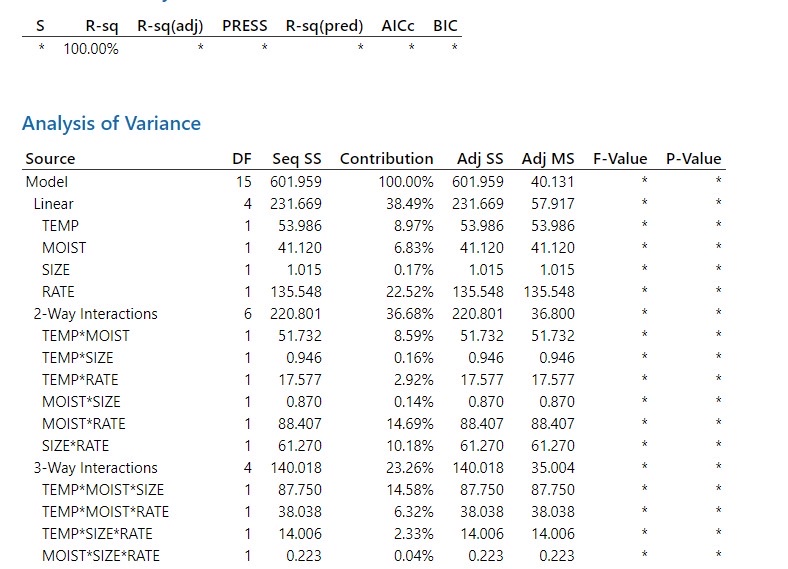 S R-sq R-sq(adj) PRESS R-sq(pred) AICc BIC
* 100.00% * * * * *
Analysis of Variance
Source DF Seq SS Contribution Adj SS Adj MS F-Value P-Value
Model 15 601.959 100.00% 601.959 40.131 * *
Linear 4 231.669 38.49% 231.669 57.917 * *
TEMP 1 53.986 8.97% 53.986 53.986 * *
MOIST 1 41.120 6.83% 41.120 41.120 * *
SIZE 1 1.015 0.17% 1.015 1.015 * *
RATE 1 135.548 22.52% 135.548 135.548 * *
2-Way Interactions 6 220.801 36.68% 220.801 36.800 * *
TEMP*MOIST 1 51.732 8.59% 51.732 51.732 * *
TEMP*SIZE 1 0.946 0.16% 0.946 0.946 * *
TEMP*RATE 1 17.577 2.92% 17.577 17.577 * *
MOIST*SIZE 1 0.870 0.14% 0.870 0.870 * *
MOIST*RATE 1 88.407 14.69% 88.407 88.407 * *
SIZE*RATE 1 61.270 10.18% 61.270 61.270 * *
3-Way Interactions 4 140.018 23.26% 140.018 35.004 * *
TEMP*MOIST*SIZE 1 87.750 14.58% 87.750 87.750 * *
TEMP*MOIST*RATE 1 38.038 6.32% 38.038 38.038 * *
TEMP*SIZE*RATE 1 14.006 2.33% 14.006 14.006 * *
MOIST*SIZE*RATE 1 0.223 0.04% 0.223 0.223 * *